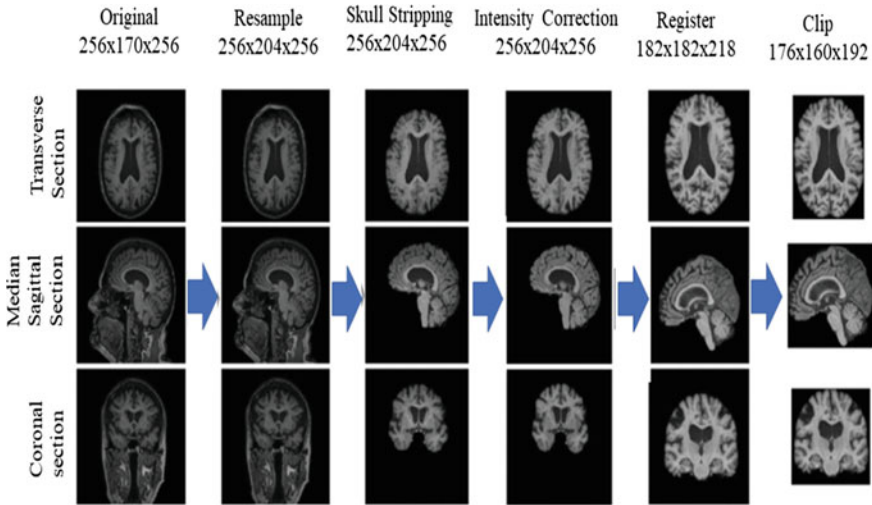 Original
256x170x256
Resample
256x204x256
Skull Stripping
256x204x256
Intensity Correction
256x204x256
Register
182x182x218
Clip
176x160x192
Transverse
Section
Median
Sagittal
Section
Coronal
section